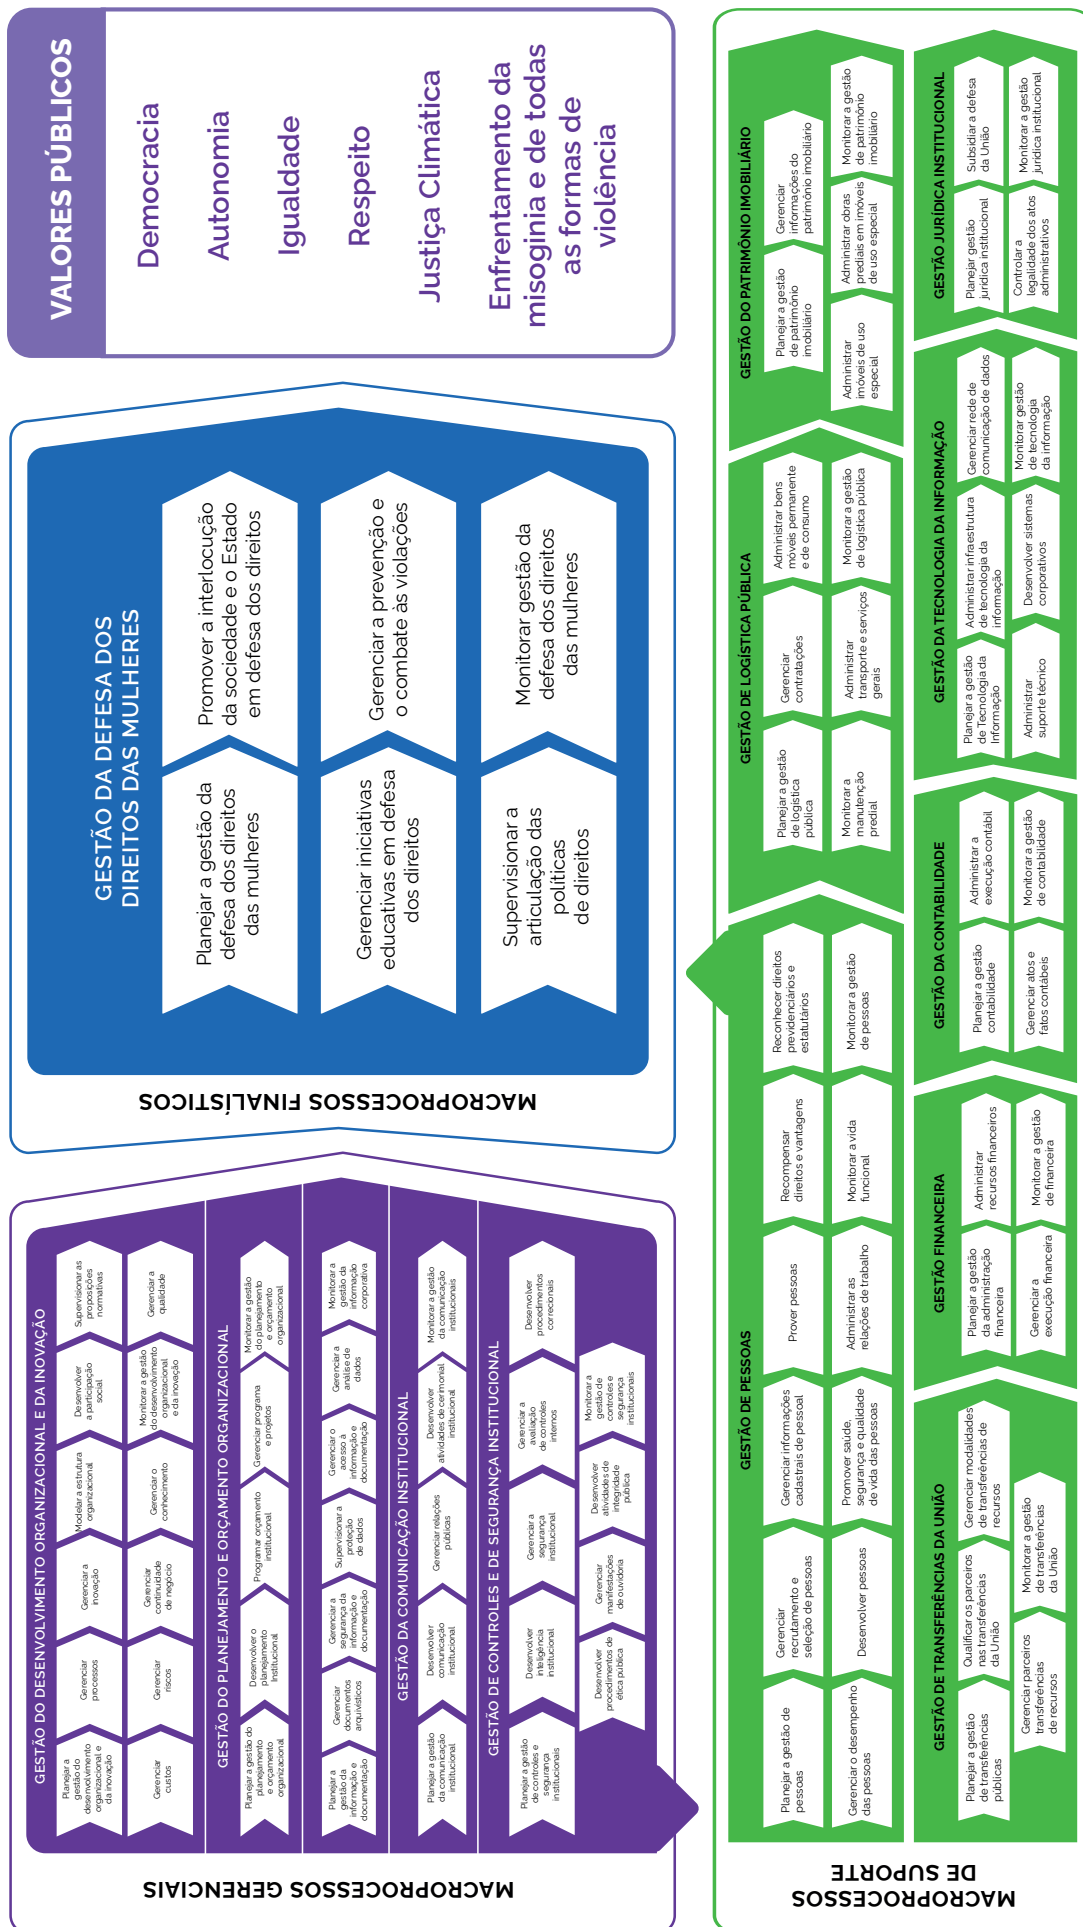 MACROPROCESSOS GERENCIAIS
GESTÃO DO DESENVOLVIMENTO ORGANIZACIONAL E DA INOVAÇÃO
Planejar a
gestão do
desenvolvimento
organizacional e
da inovação
Gerenciar
processos
Gerenciar a
inovação
Modelar a estrutura
organizacional
Desenvolver
a participação
social
Supervisionar as
proposições
normativas
Gerenciar
custos
Gerenciar
riscos
Gerenciar
continuidade
de negócio
Gerenciar o
conhecimento
Monitorar a gestão
do desenvolvimento
organizacional
e da inovação
Gerenciar a
qualidade
GESTÃO DO PLANEJAMENTO E ORÇAMENTO ORGANIZACIONAL
Planejar a gestão do
planejamento
e orçamento
organizacional
Desenvolver o
planejamento
Institucional
Programar orçamento
institucional
Gerenciar programa
e projetos
Monitorar a gestão
do planejamento
e orçamento
organizacional
Planejar a
gestão da
informação e
documentação
Gerenciar
documentos
arquivísticos
Gerenciar a
segurança da
informação e
documentação
Supervisionar a
proteção
de dados
Gerenciar o
acesso à
informação e
documentação
Gerenciar a
análise de
dados
Monitorar a
gestão da
informação
corporativa
GESTÃO DA COMUNICAÇÃO INSTITUCIONAL
Planejar a gestão
da comunicação
institucional
Desenvolver
comunicação
institucional
Gerenciar relações
públicas
Desenvolver
atividades de cerimonial
institucional
Monitorar a gestão
da comunicação
institucionais
GESTÃO DE CONTROLES E DE SEGURANÇA INSTITUCIONAL
Planejar a gestão
de controles e
segurança
institucionais
Desenvolver
inteligência
institucional
Gerenciar a
segurança
institucional
Gerenciar a
avaliação
de controles
internos
Desenvolver
procedimentos
correcionais
Desenvolver
procedimentos de
ética pública
Gerenciar
manifestações
de ouvidoria
Desenvolver
atividades de
integridade
pública
Monitorar a
gestão de
controles e
segurança
institucionais
MACROPROCESSOS FINALÍSTICOS
GESTÃO DA DEFESA DOS
DIREITOS DAS MULHERES
Planejar a gestão da
defesa dos direitos
das mulheres
Promover a interlocução
da sociedade e o Estado
em defesa dos direitos
Gerenciar iniciativas
educativas em defesa
dos direitos
Gerenciar a prevenção e
o combate às violações
Supervisionar a
articulação das
políticas
de direitos
Monitorar gestão da
defesa dos direitos
das mulheres
VALORES PÚBLICOS
Democracia
Autonomia
Igualdade
Respeito
Justiça Climática
Enfrentamento da
misoginia e de todas
as formas de
violência
MACROPROCESSOS
DE SUPORTE
GESTÃO DE PESSOAS
Planejar a gestão de
pessoas
Gerenciar
recrutamento e
seleção de pessoas
Gerenciar informações
cadastrais de pessoal
Prover pessoas
Recompensar
direitos e vantagens
Reconhecer direitos
previdenciários e
estatutários
Gerenciar o desempenho
das pessoas
Desenvolver pessoas
Promover saúde,
segurança e qualidade
de vida das pessoas
Administrar as
relações de trabalho
Monitorar a vida
funcional
Monitorar a gestão
de pessoas
GESTÃO DE LOGÍSTICA PÚBLICA
Planejar a gestão
de logística
pública
Gerenciar
contratações
Administrar bens
móveis permanente
e de consumo
Monitorar a
manutenção
predial
Administrar
transporte e serviços
gerais
Monitorar a gestão
de logística pública
GESTÃO DO PATRIMÔNIO IMOBILIÁRIO
Planejar a gestão
de patrimônio
imobiliário
Gerenciar
informações do
patrimônio imobiliário
Administrar
imóveis de uso
especial
Administrar obras
prediais em imóveis
de uso especial
Monitorar a gestão
de patrimônio
imobiliário
GESTÃO DE TRANSFERÊNCIAS DA UNIÃO
Planejar a gestão
de transferências
públicas
Qualificar os parceiros
nas transferências
da União
Gerenciar modalidades
de transferências de
recursos
Gerenciar parceiros
transferências
de recursos
Monitorar a gestão
de transferências
da União
GESTÃO FINANCEIRA
Planejar a gestão
da administração
financeira
Administrar
recursos financeiros
Gerenciar a
execução financeira
Monitorar a gestão
de financeira
GESTÃO DA CONTABILIDADE
Planejar a gestão
contabilidade
Administrar a
execução contábil
Gerenciar atos e
fatos contábeis
Monitorar a gestão
de contabilidade
GESTÃO DA TECNOLOGIA DA INFORMAÇÃO
Planejar a gestão
de Tecnologia da
Informação
Administrar infraestrutura
de tecnologia da
informação
Gerenciar rede de
comunicação de dados
Administrar
suporte técnico
Desenvolver sistemas
corporativos
Monitorar gestão
de tecnologia
da informação
GESTÃO JURÍDICA INSTITUCIONAL
Planejar gestão
jurídica institucional
Subsidiar a defesa
da União
Controlar a
legalidade dos atos
administrativos
Monitorar a gestão
jurídica institucional